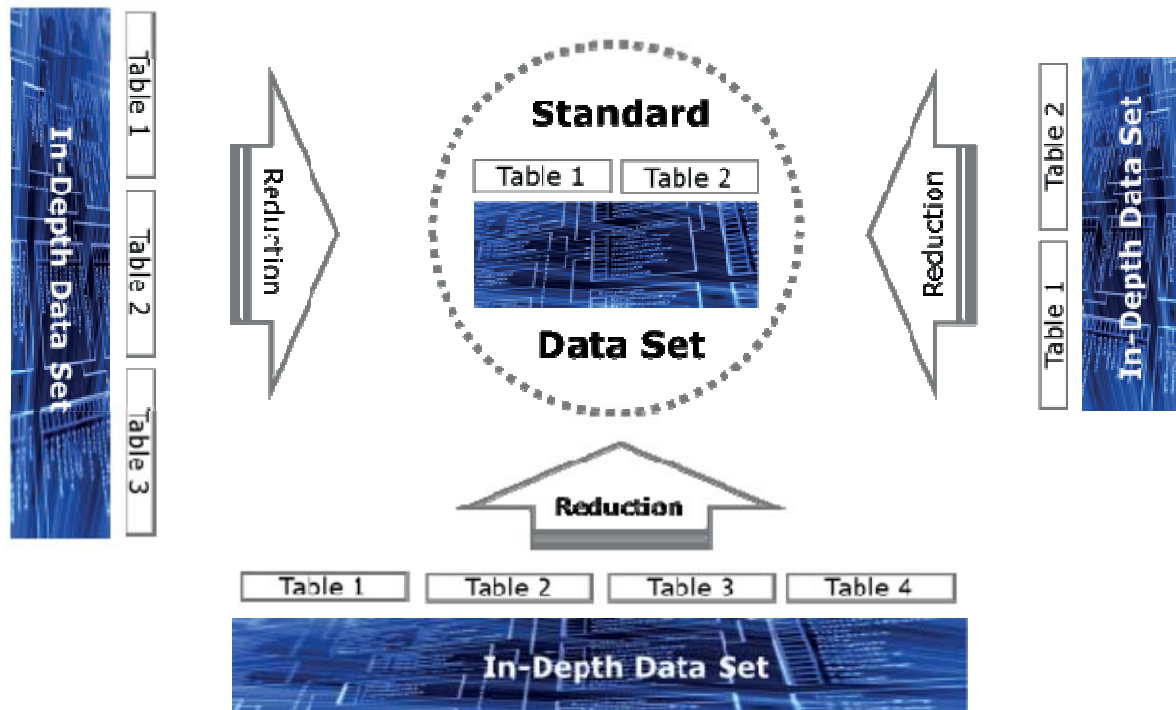 In-Depth Data Set
Table 1
Table 2
Table 3
Reduction
Standard
Table 1
Table 2
Data Set
Reduction
Table 2
Table 1
In-Depth Data Set
Reduction
Table 1
Table 2
Table 3
Table 4
In-Depth Data Set